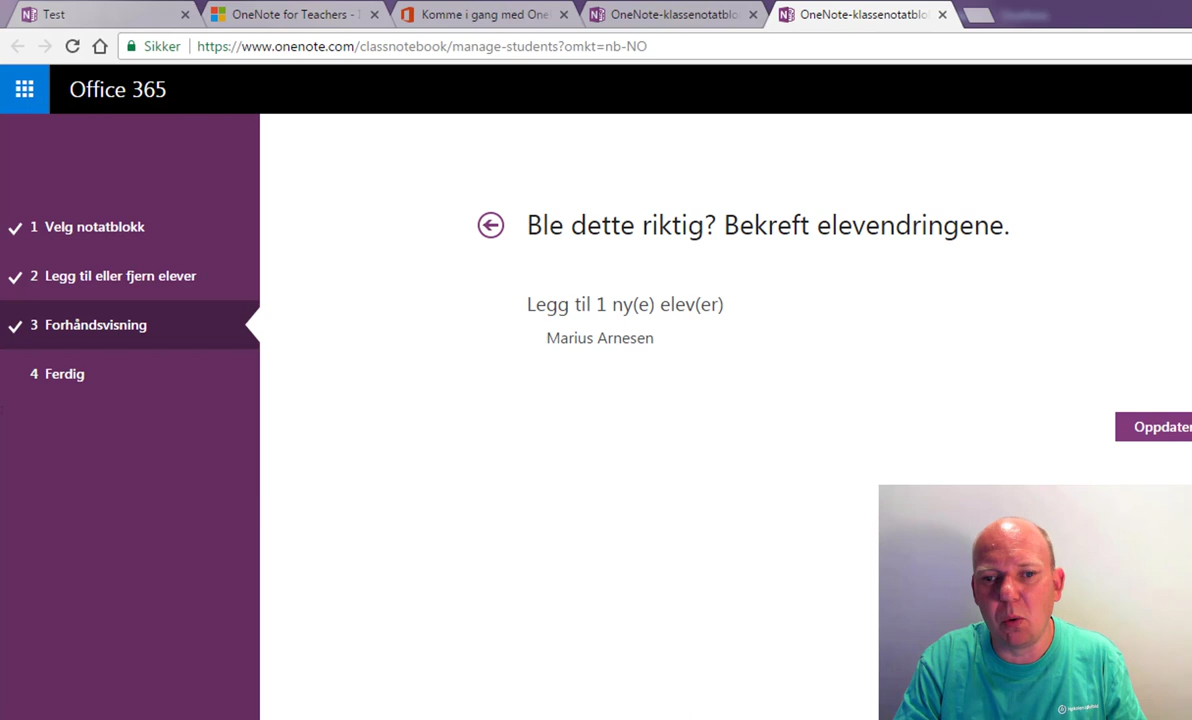 Test
OneNote for Teachers -
Komme i gang med One
OneNote-klassenotatblo
OneNote-klassenotatblo
Sikker
https://www.onenote.com/classnotebook/manage-students?omkt=nb-NO
Office 365
1 Velg notatblokk
2 Legg til eller fjern elever
3 Forhåndsvisning
4 Ferdig
Ble dette riktig? Bekreft elevendringene.
Legg til 1 ny(e) elev(er)
Marius Arnesen
Oppdater